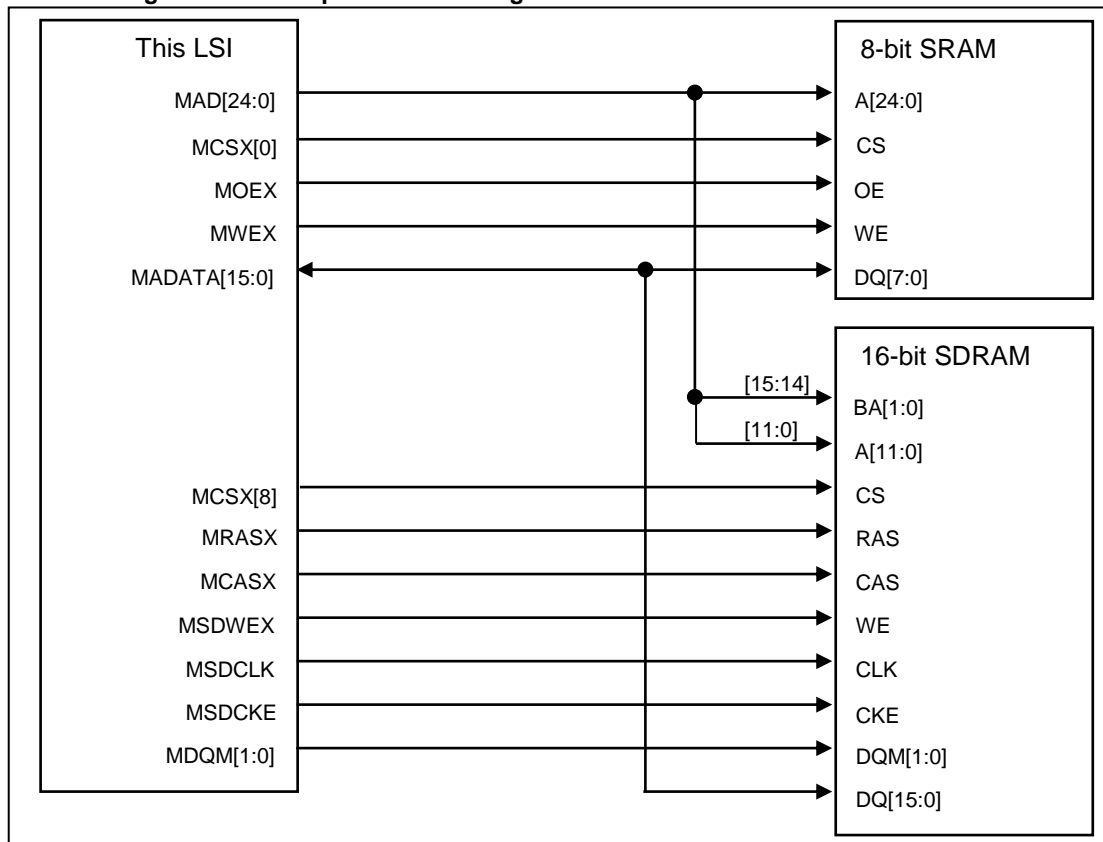 This LSI
MAD[24:0]
MCSX[0]
MOEX
MWEX
MADATA[15:0]
MCSX[8]
MRASX
MCASX
MSDWEX
MSDCLK
MSDCKE
MDQM[1:0]
8-bit SRAM
A[24:0]
CS
OE
WE
DQ[7:0]
[15:14]
[11:0]
16-bit SDRAM
BA[1:0]
A[11:0]
CS
RAS
CAS
WE
CLK
CKE
DQM[1:0]
DQ[15:0]